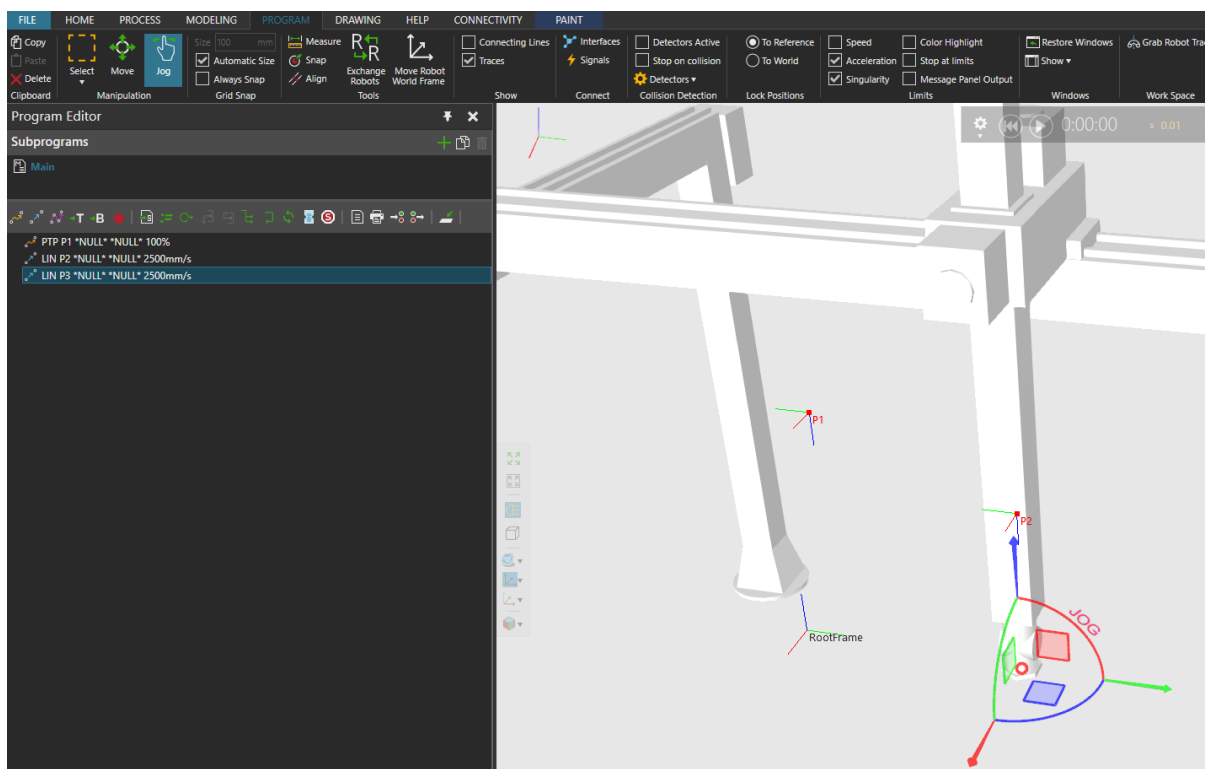 FILE HOME PROCESS MODELING PROGRAM DRAWING HELP CONNECTIVITY PAINT
Copy
Paste
Delete
Clipboard
Select
Move
Jog
Manipulation
Size 100 mm
Automatic Size
Always Snap
Grid Snap
Measure
Snap
Align
Exchange
Robots
Move Robot
World Frame
Tools
Connecting Lines
Traces
Show
Interfaces
Signals
Connect
Detectors Active
Stop on collision
Detectors
Collision Detection
To Reference
To World
Lock Positions
Speed
Acceleration
Singularity
Color Highlight
Stop at limits
Message Panel Output
Limits
Restore Windows
Show
Windows
Grab Robot Tra
Work Space
Program Editor
Subprograms
Main
PTP P1 *NULL* *NULL* 100%
LIN P2 *NULL* *NULL* 2500mm/s
LIN P3 *NULL* *NULL* 2500mm/s
0:00:00 x 0.01
P1
P2
JOG
RootFrame